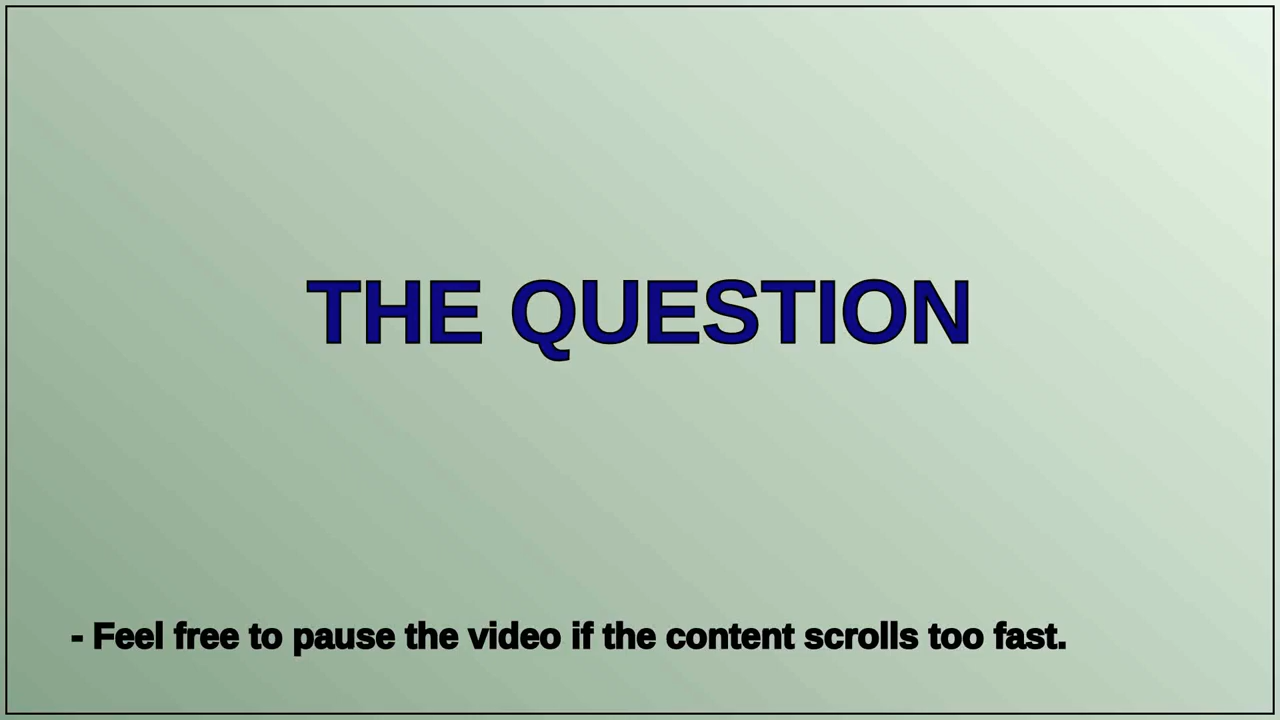 THE QUESTION
- Feel free to pause the video if the content scrolls too fast.